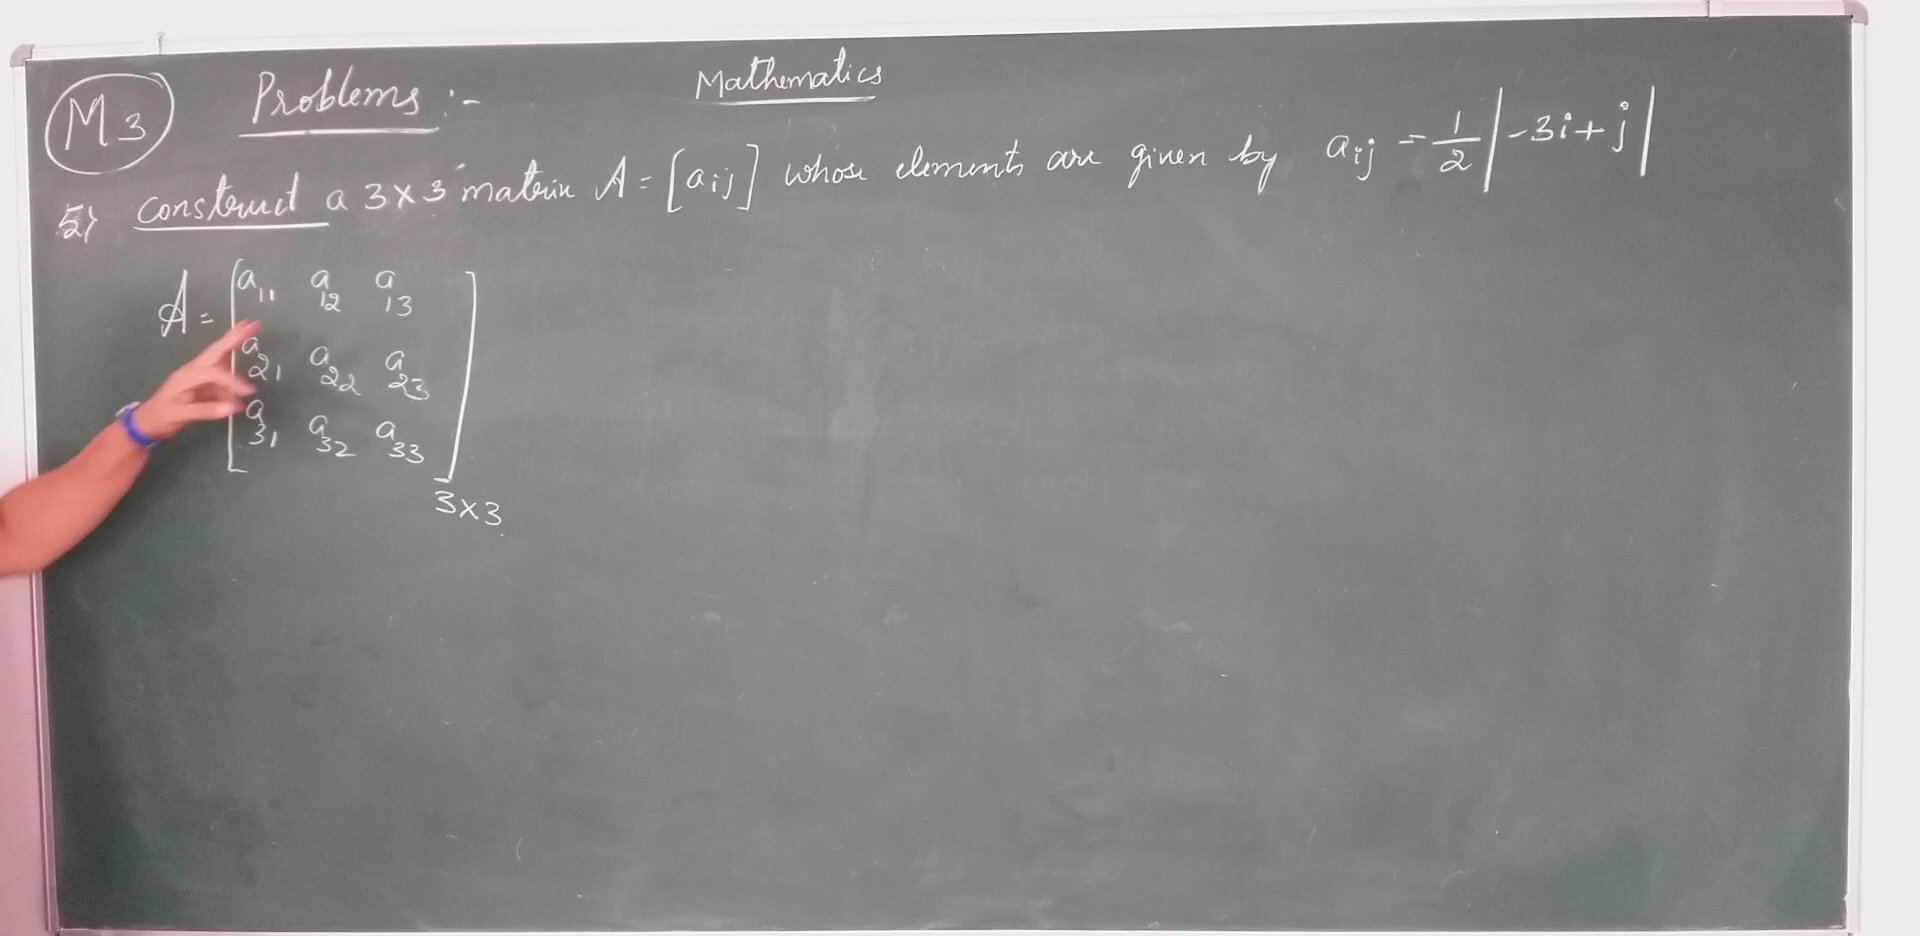 M3 Problems :- Mathematics
5) Construct a 3×3 matrix A = [aij] whose elements are given by aij = 1/2 |-3i+j|
A = [a11 a12 a13
a21 a22 a23
a31 a32 a33]
3×3